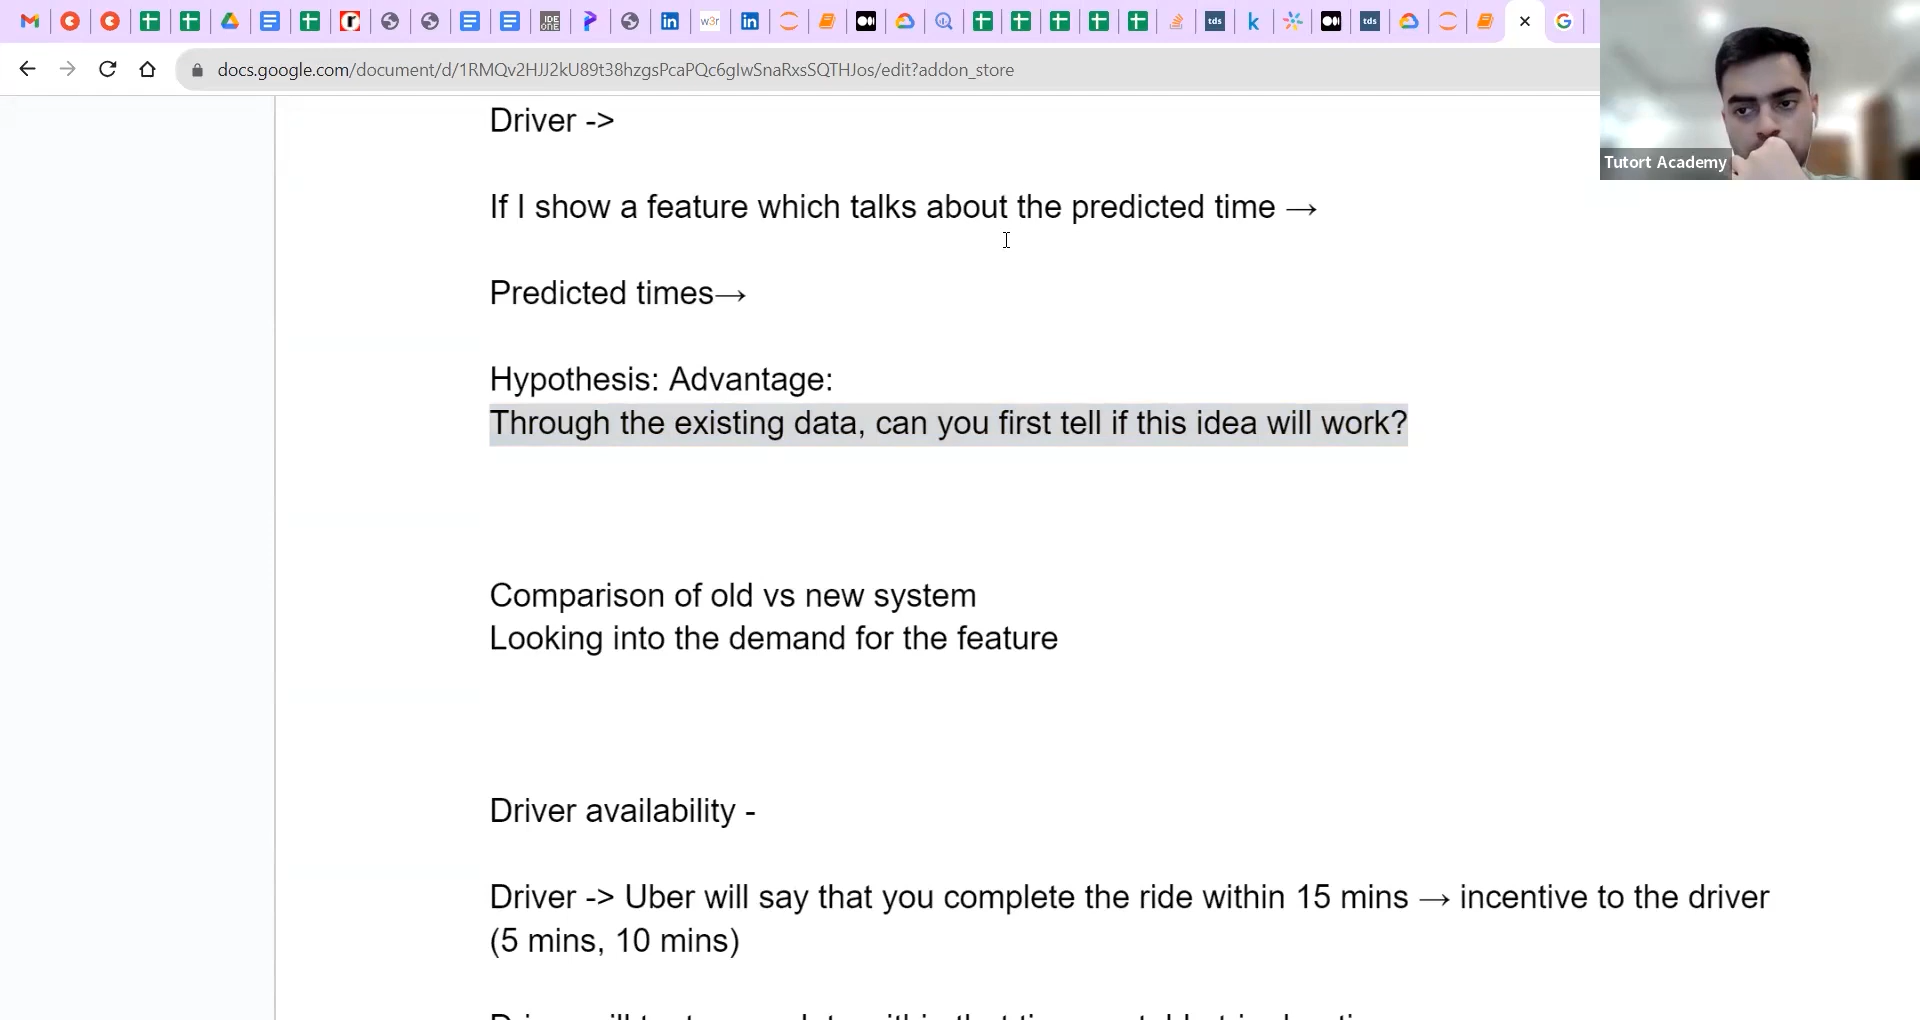 docs.google.com/document/d/1RMQv2HJJ2kU89t38hzgsPcaPQc6glwSnaRxsSQTHJos/edit?addon_store
Tutort Academy
Driver ->
If I show a feature which talks about the predicted time →
Predicted times→
Hypothesis: Advantage:
Through the existing data, can you first tell if this idea will work?
Comparison of old vs new system
Looking into the demand for the feature
Driver availability -
Driver -> Uber will say that you complete the ride within 15 mins → incentive to the driver
(5 mins, 10 mins)